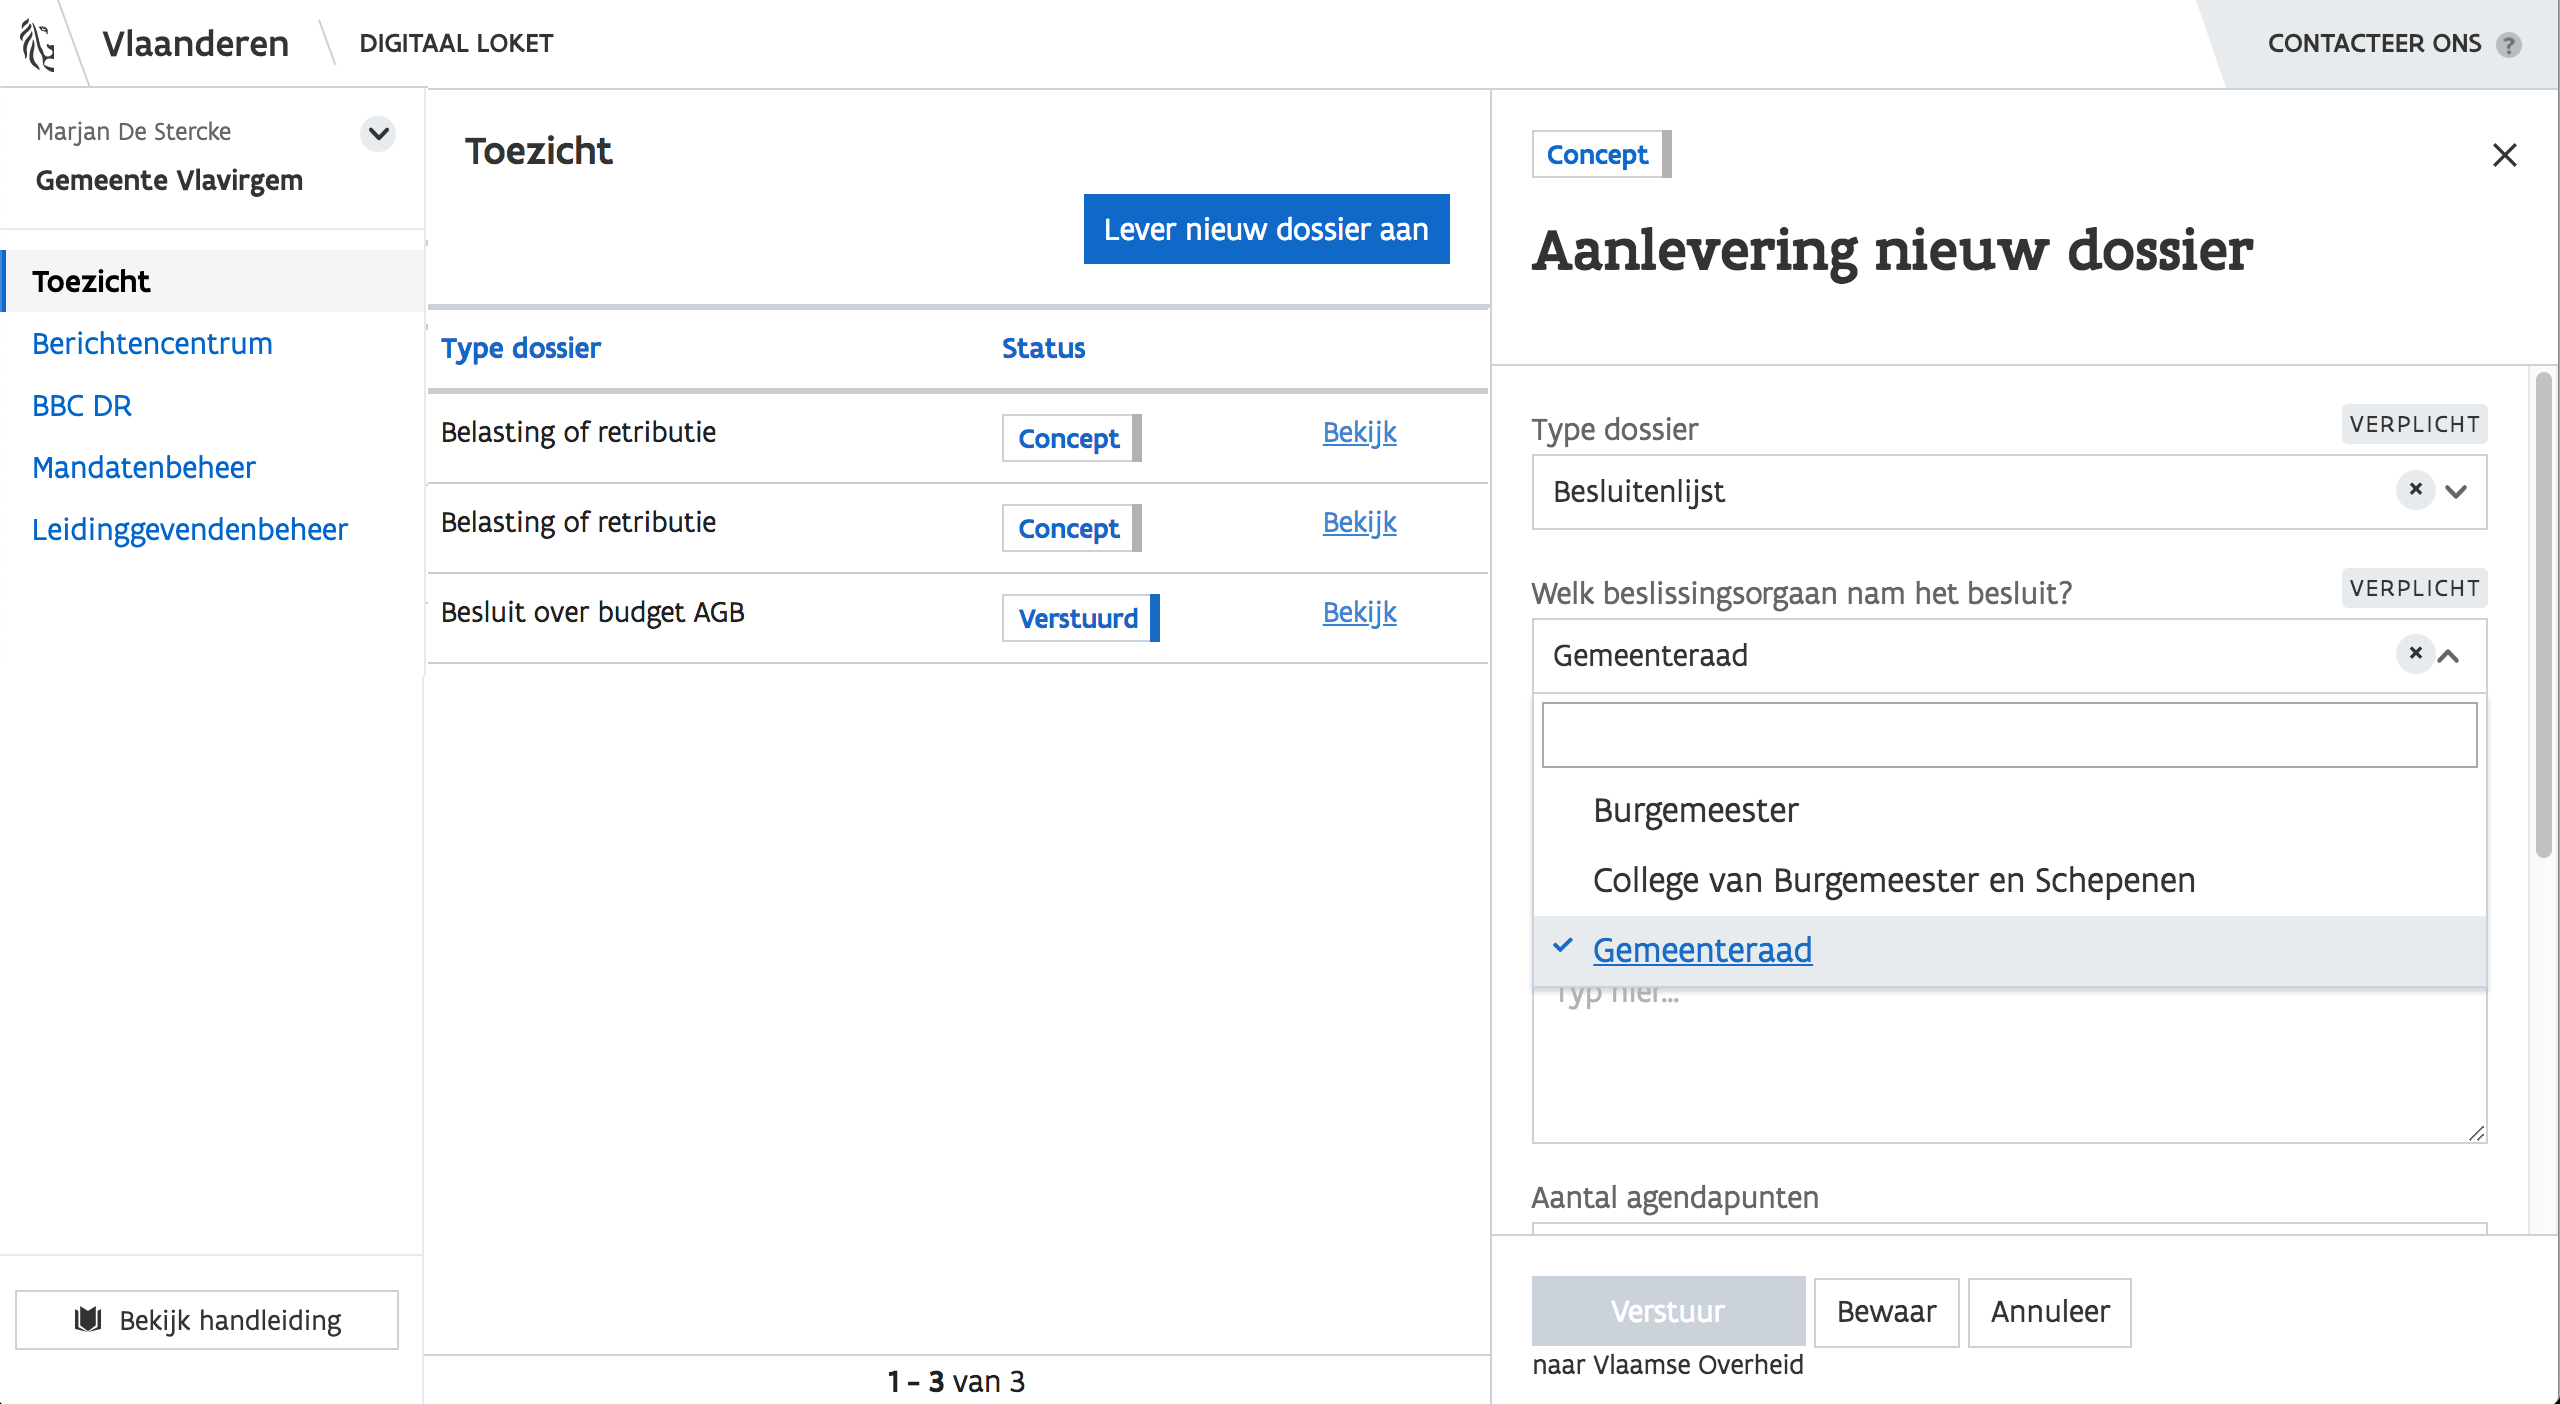 Vlaanderen
DIGITAAL LOKET
CONTACTEER ONS ?
Marjan De Stercke
Gemeente Vlavirgem
Toezicht
Berichtencentrum
BBC DR
Mandatenbeheer
Leidinggevendenbeheer
Bekijk handleiding
Toezicht
Lever nieuw dossier aan
Type dossier Status
Belasting of retributie Concept Bekijk
Belasting of retributie Concept Bekijk
Besluit over budget AGB Verstuurd Bekijk
1 - 3 van 3
Concept
Aanlevering nieuw dossier
Type dossier VERPLICHT
Besluitenlijst
Welk beslissingsorgaan nam het besluit? VERPLICHT
Gemeenteraad
Burgemeester
College van Burgemeester en Schepenen
Gemeenteraad
Typ hier...
Aantal agendapunten
Verstuur Bewaar Annuleer
naar Vlaamse Overheid